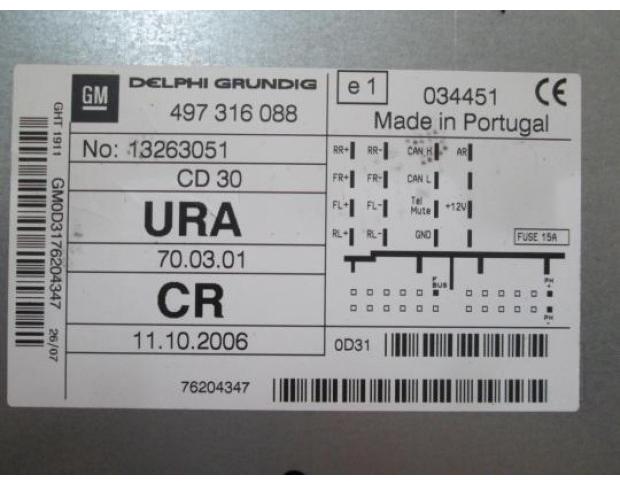 GM DELPHI GRUNDIG
497 316 088
e 1 034451 CE
Made in Portugal
No: 13263051
CD 30
URA
70.03.01
CR
11.10.2006
RR+ RR- CAN H AR
FR+ FR- CAN L
FL+ FL- Tel Mute +12V
RL+ RL- GND
FUSE 15A
F BUS
PH +
PH -
0D31
76204347
GHT 1911 GM0D3176204347 26/07